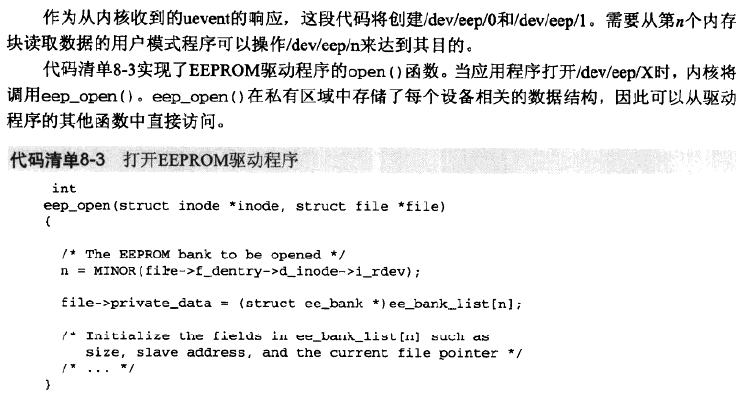 作为从内核收到的uevent的响应，这段代码将创建/dev/eep/0和/dev/eep/1。需要从第n个内存
块读取数据的用户模式程序可以操作/dev/eep/n来达到其目的。
代码清单8-3实现了EEPROM驱动程序的open()函数。当应用程序打开/dev/eep/X时，内核将
调用eep_open()。eep_open()在私有区域中存储了每个设备相关的数据结构，因此可以从驱动
程序的其他函数中直接访问。
代码清单8-3 打开EEPROM驱动程序
int
eep_open(struct inode *inode, struct file *file)
{
/* The EEPROM bank to be opened */
n = MINOR(file->f_dentry->d_inode->i_rdev);
file->private_data = (struct ee_bank *)ee_bank_list[n];
/* Initialize the fields in ee_bank_list[n] such as
size, slave address, and the current file pointer */
/* ... */
}